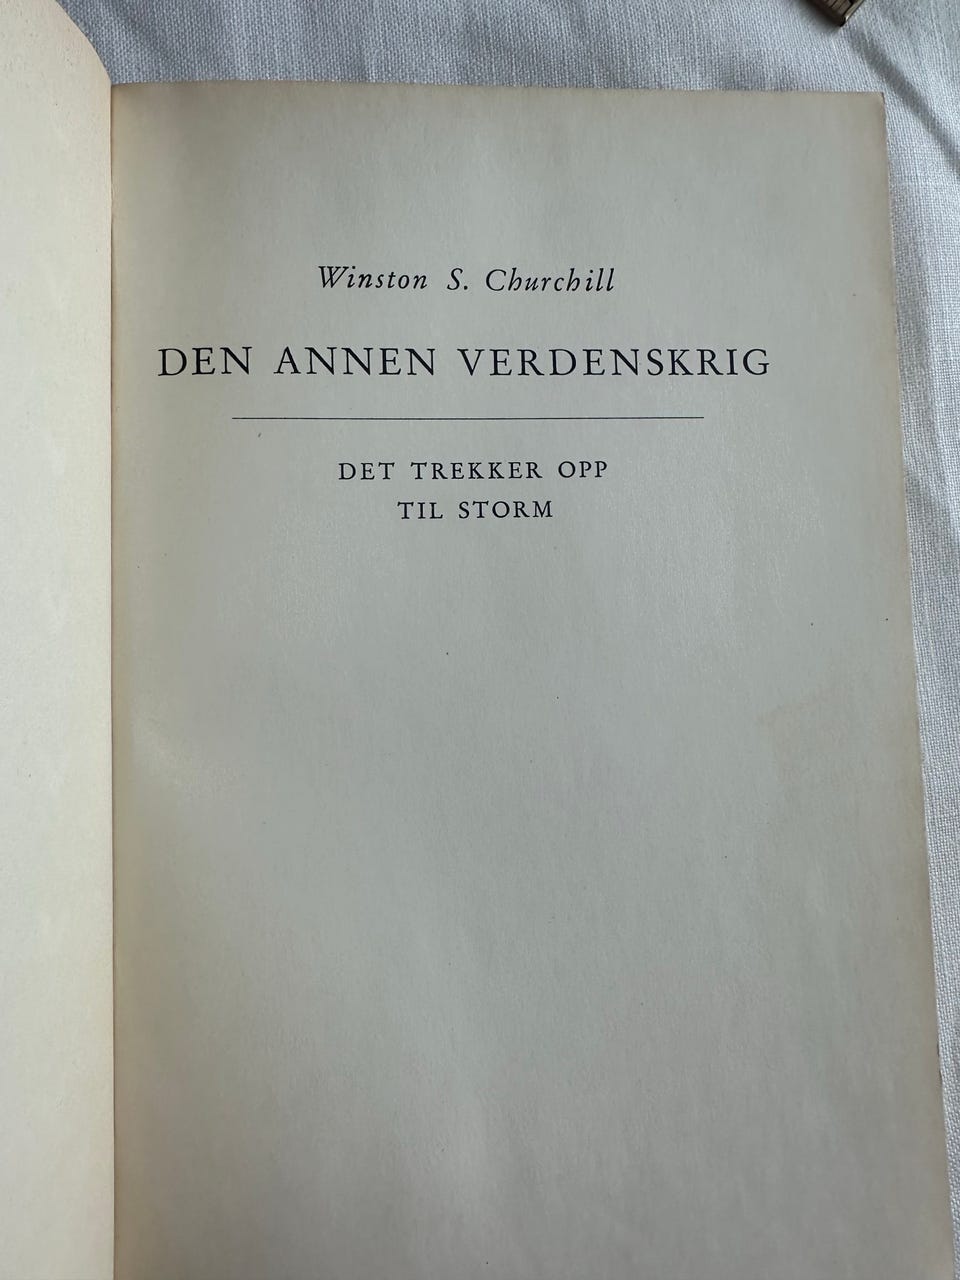 Winston S. Churchill
DEN ANNEN VERDENSKRIG
DET TREKKER OPP
TIL STORM